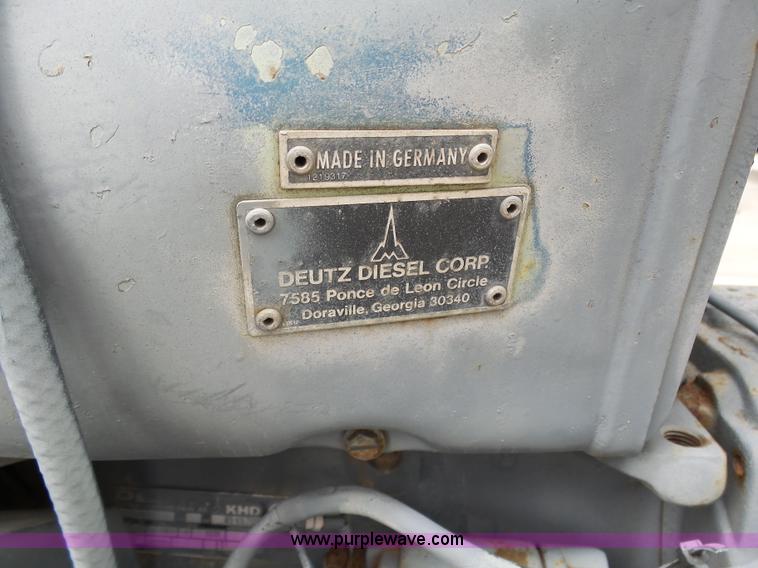 MADE IN GERMANY
1219317
DEUTZ DIESEL CORP.
7585 Ponce de Leon Circle
Doraville, Georgia 30340
KHD
www.purplewave.com